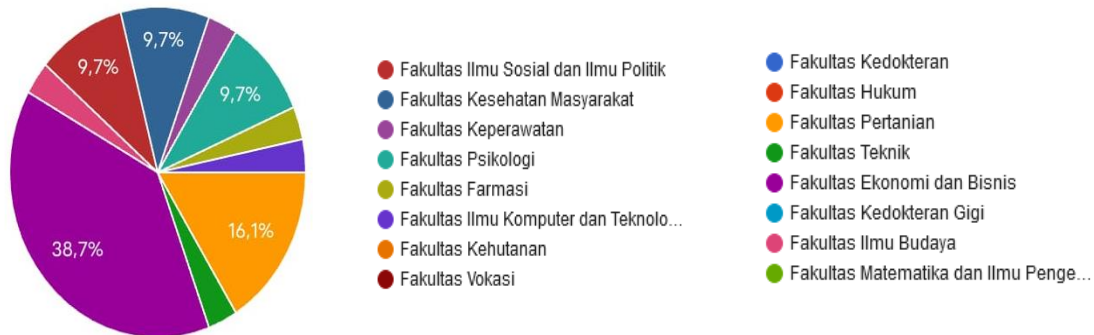 9,7%
9,7%
9,7%
16,1%
38,7%
Fakultas Ilmu Sosial dan Ilmu Politik
Fakultas Kesehatan Masyarakat
Fakultas Keperawatan
Fakultas Psikologi
Fakultas Farmasi
Fakultas Ilmu Komputer dan Teknolo...
Fakultas Kehutanan
Fakultas Vokasi
Fakultas Kedokteran
Fakultas Hukum
Fakultas Pertanian
Fakultas Teknik
Fakultas Ekonomi dan Bisnis
Fakultas Kedokteran Gigi
Fakultas Ilmu Budaya
Fakultas Matematika dan Ilmu Penge...